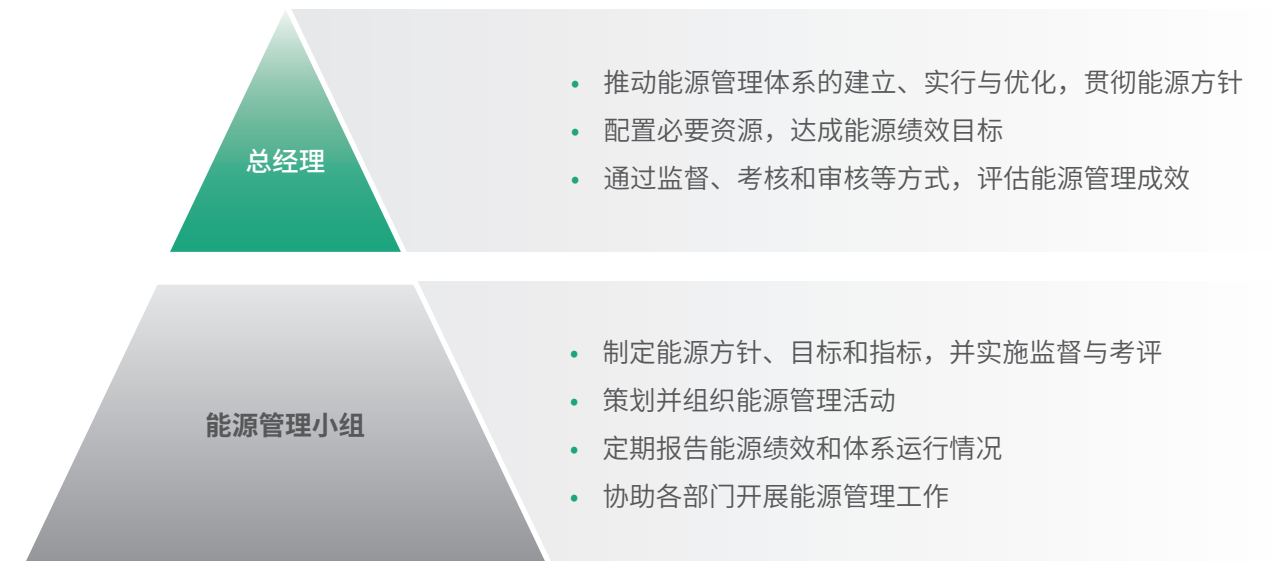 总经理
• 推动能源管理体系的建立、实行与优化，贯彻能源方针
• 配置必要资源，达成能源绩效目标
• 通过监督、考核和审核等方式，评估能源管理成效
能源管理小组
• 制定能源方针、目标和指标，并实施监督与考评
• 策划并组织能源管理活动
• 定期报告能源绩效和体系运行情况
• 协助各部门开展能源管理工作